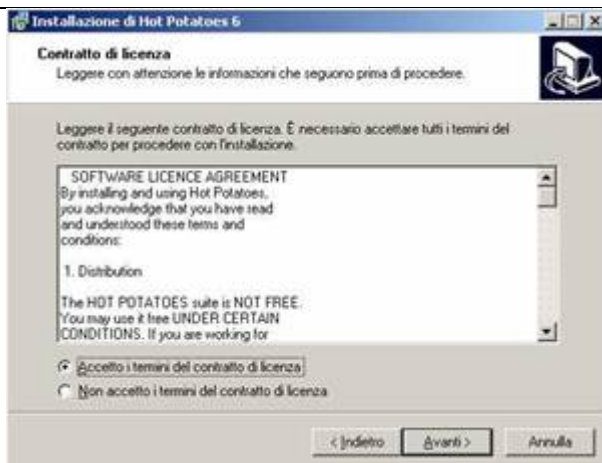 Installazione di Hot Potatoes 6
Contratto di licenza
Leggere con attenzione le informazioni che seguono prima di procedere.
Leggere il seguente contratto di licenza. È necessario accettare tutti i termini del
contratto per procedere con l'installazione.
SOFTWARE LICENCE AGREEMENT
By installing and using Hot Potatoes,
you acknowledge that you have read
and understood these terms and
conditions:
1. Distribution
The HOT POTATOES suite is NOT FREE.
You may use it free UNDER CERTAIN
CONDITIONS. If you are working for
Accetto i termini del contratto di licenza
Non accetto i termini del contratto di licenza
< Indietro Avanti > Annulla